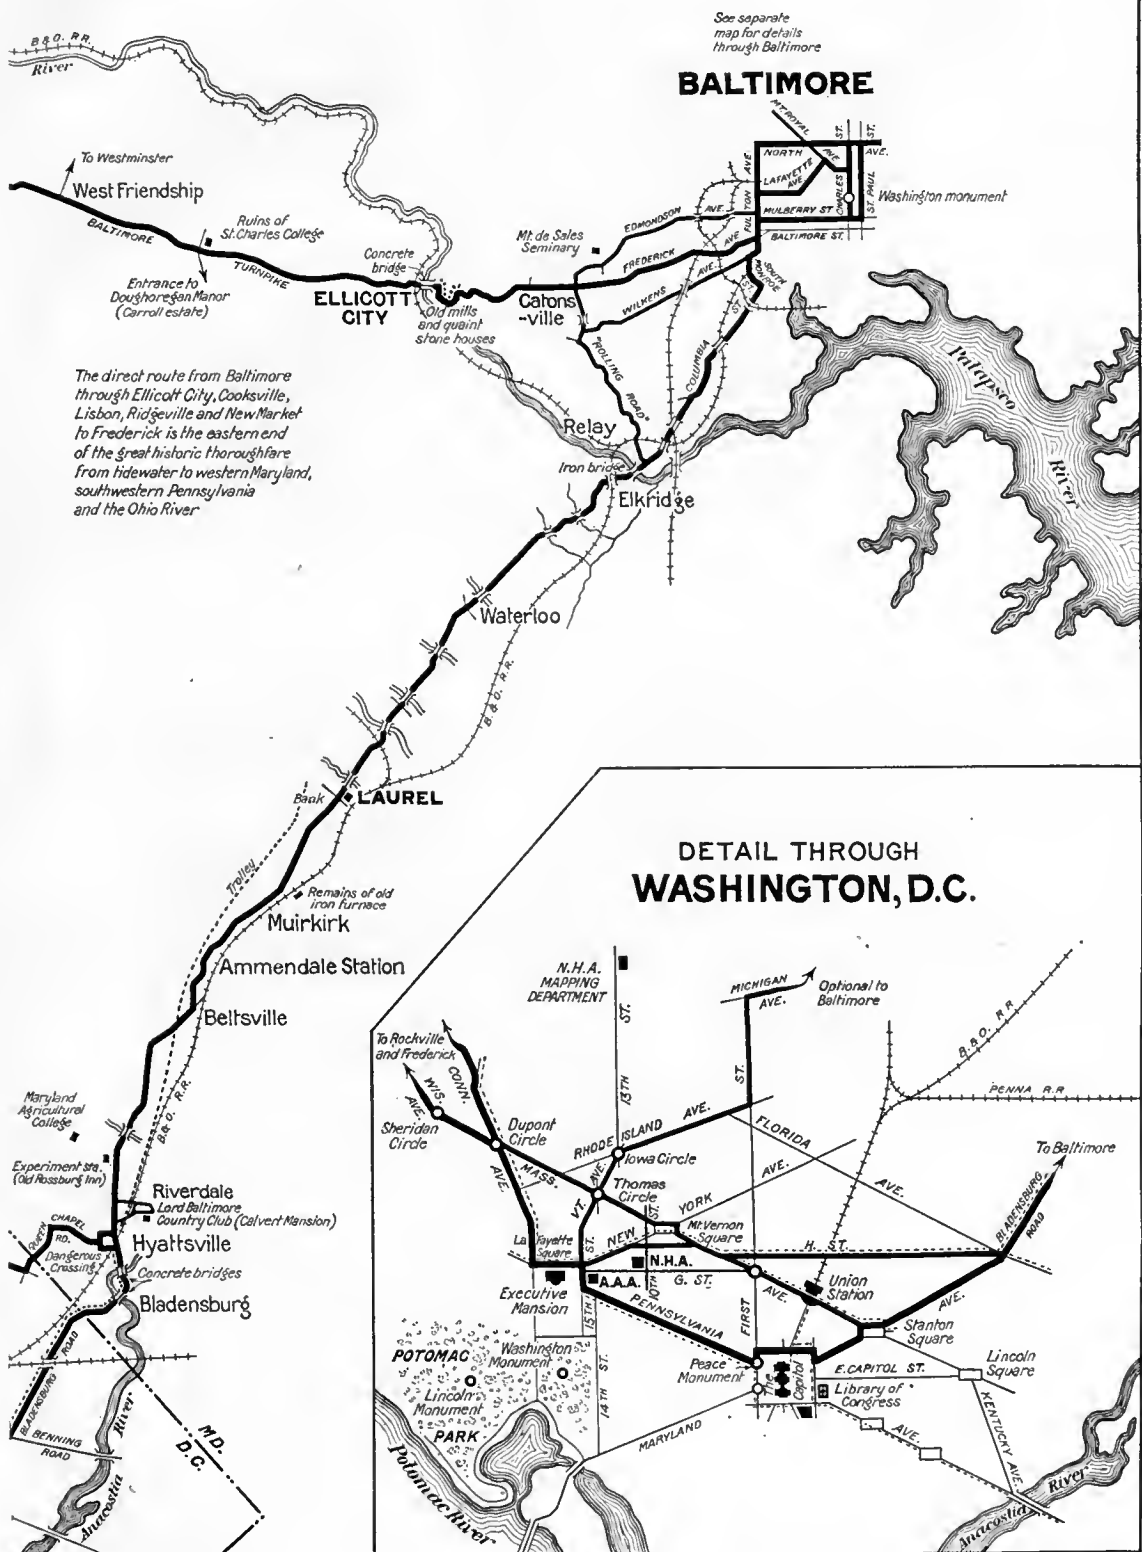 See separate
map for details
through Baltimore
BALTIMORE
B&O. RR.
River
MT. ROYAL
AVE.
NORTH
AVE.
ST.
ST.
LAFAYETTE
AVE.
FULTON
AVE.
CHARLES
ST. PAUL
Washington monument
MULBERRY ST.
BALTIMORE ST.
To Westminster
West Friendship
BALTIMORE
TURNPIKE
Ruins of
St. Charles College
Entrance to
Doughoregan Manor
(Carroll estate)
Concrete
bridge
ELLICOTT
CITY
Old mills
and quaint
stone houses
Mt. de Sales
Seminary
EDMONDSON
AVE.
FREDERICK
AVE.
WILKENS
AVE.
SOUTH
MONROE
ST.
Catons
-ville
"ROLLING
ROAD"
COLUMBIA
ST.
Patapsco
River
The direct route from Baltimore
through Ellicott City, Cooksville,
Lisbon, Ridgeville and New Market
to Frederick is the eastern end
of the great historic thoroughfare
from tidewater to western Maryland,
southwestern Pennsylvania
and the Ohio River
Relay
Iron bridge
Elkridge
Waterloo
B. & O. R.R.
Bank
LAUREL
Trolley
Remains of old
iron furnace
Muirkirk
Ammendale Station
Beltsville
B. & O. R.R.
Maryland
Agricultural
College
Experiment sta.
(Old Rossburg Inn)
Riverdale
Lord Baltimore
Country Club (Calvert Mansion)
QUEEN
CHAPEL
RD.
Hyattsville
Dangerous
Crossing
Concrete bridges
Bladensburg
BLADENSBURG
ROAD
BENNING
ROAD
MD.
D.C.
Anacostia
River
DETAIL THROUGH
WASHINGTON, D.C.
N.H.A.
MAPPING
DEPARTMENT
13TH
ST.
MICHIGAN
AVE.
Optional to
Baltimore
ST.
To Rockville
and Frederick
WIS.
AVE.
CONN.
AVE.
Sheridan
Circle
Dupont
Circle
RHODE ISLAND
AVE.
Iowa Circle
B. & O. R R
PENNA R.R
FLORIDA
AVE.
To Baltimore
BLADENSBURG
ROAD
MASS.
AVE.
Thomas
Circle
VT.
AVE.
NEW
YORK
AVE.
ST.
Mt. Vernon
Square
La Fayette
Square
ST.
N.H.A.
10TH
H. ST.
A.A.A.
G. ST.
Executive
Mansion
15TH
PENNSYLVANIA
FIRST
Union
Station
AVE.
Stanton
Square
POTOMAC
PARK
Washington
Monument
Lincoln
Monument
14TH
ST.
Peace
Monument
The
Capitol
E. CAPITOL ST.
Lincoln
Square
Library of
Congress
MARYLAND
AVE.
KENTUCKY AVE.
Potomac River
Anacostia
River